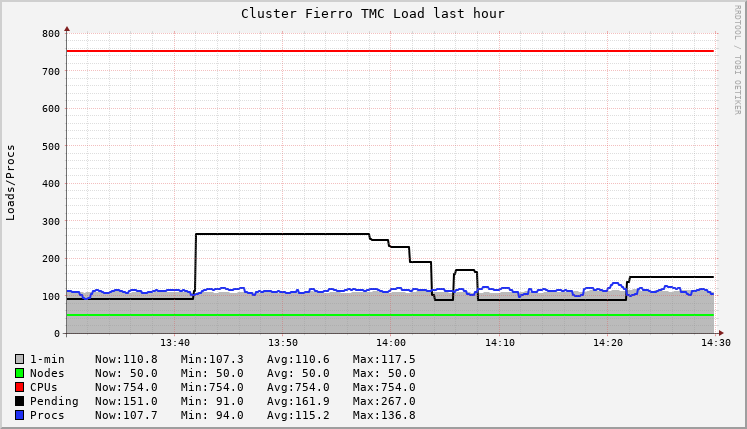 Cluster Fierro TMC Load last hour
RRDTOOL / TOBI OETIKER
Loads/Procs
800
700
600
500
400
300
200
100
0
13:40 13:50 14:00 14:10 14:20 14:30
1-min Now:110.8 Min:107.3 Avg:110.6 Max:117.5
Nodes Now: 50.0 Min: 50.0 Avg: 50.0 Max: 50.0
CPUs Now:754.0 Min:754.0 Avg:754.0 Max:754.0
Pending Now:151.0 Min: 91.0 Avg:161.9 Max:267.0
Procs Now:107.7 Min: 94.0 Avg:115.2 Max:136.8